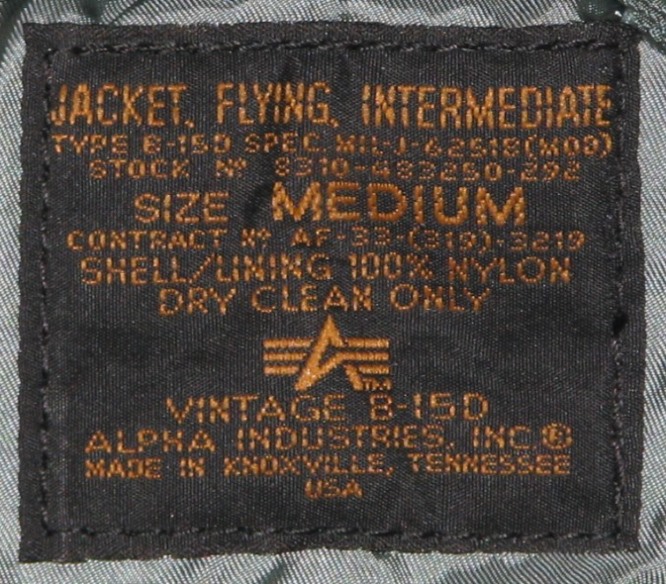 JACKET, FLYING, INTERMEDIATE
TYPE B-15D SPEC. MIL-J-6251B(MOB)
STOCK Nº 8310-483250-292
SIZE MEDIUM
CONTRACT Nº AF-33-(319)-3219
SHELL/LINING 100% NYLON
DRY CLEAN ONLY
TM
VINTAGE B-15D
ALPHA INDUSTRIES, INC.®
MADE IN KNOXVILLE, TENNESSEE
USA